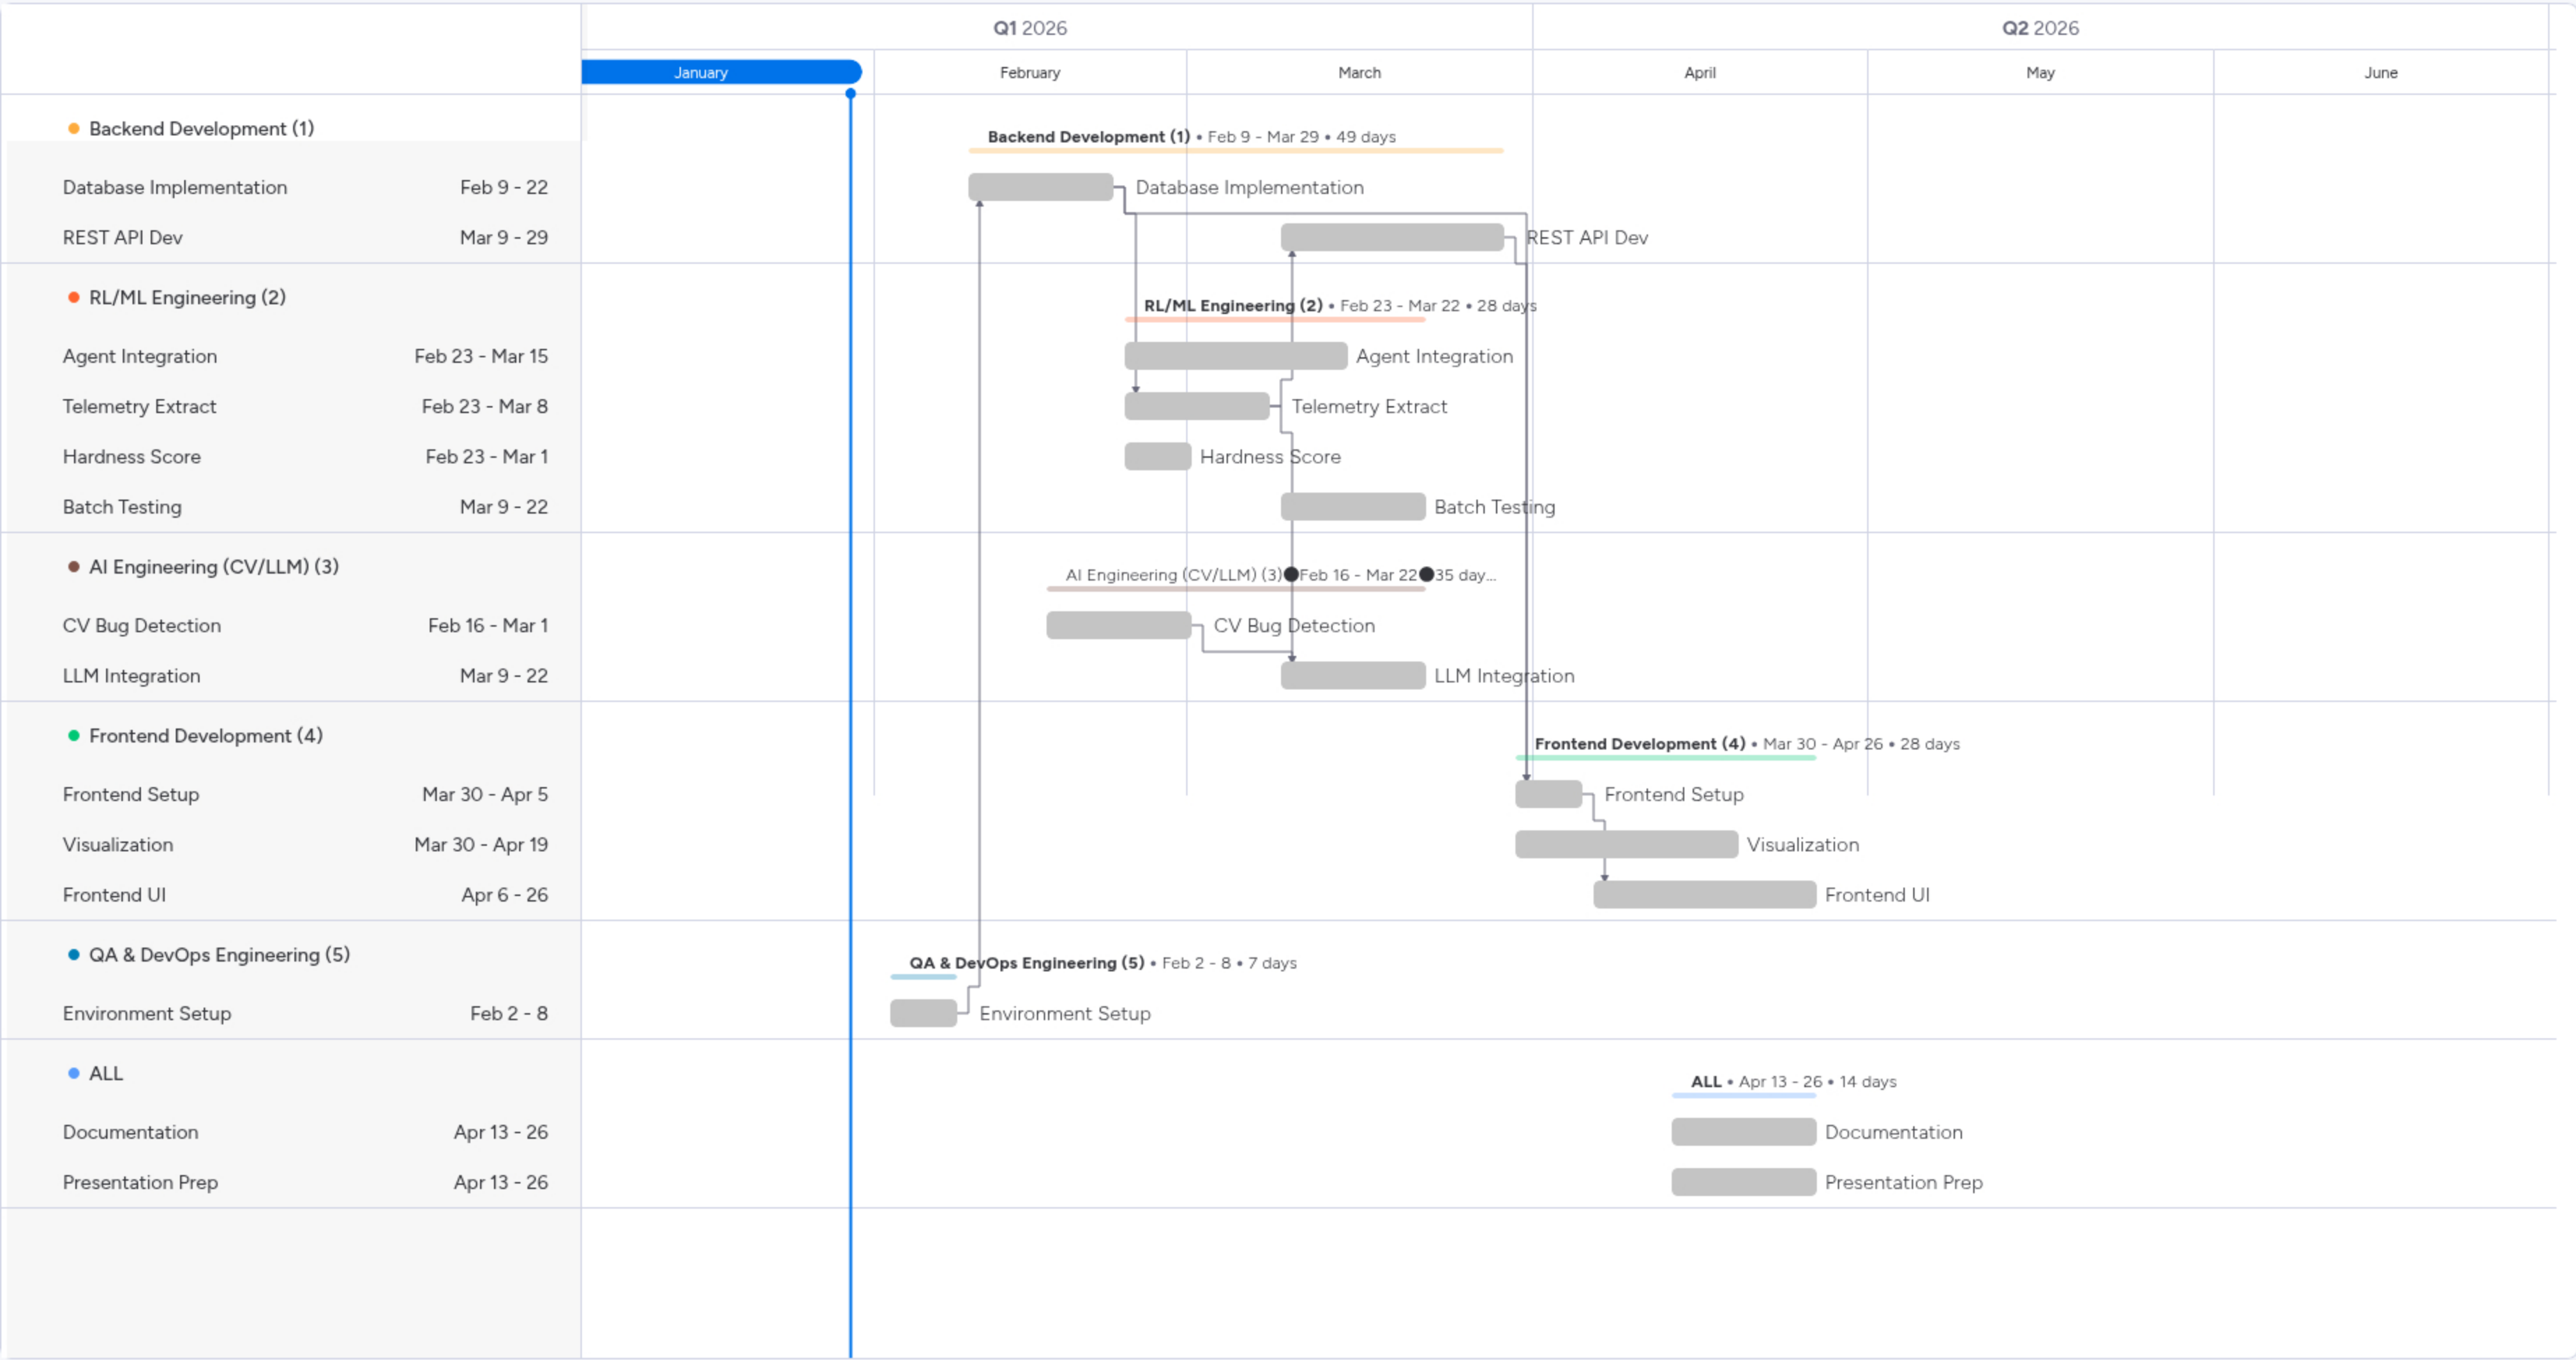 Q1 2026
Q2 2026
January
February
March
April
May
June
Backend Development (1)
Backend Development (1) • Feb 9 - Mar 29 • 49 days
Database Implementation Feb 9 - 22
Database Implementation
REST API Dev Mar 9 - 29
REST API Dev
RL/ML Engineering (2)
RL/ML Engineering (2) • Feb 23 - Mar 22 • 28 days
Agent Integration Feb 23 - Mar 15
Agent Integration
Telemetry Extract Feb 23 - Mar 8
Telemetry Extract
Hardness Score Feb 23 - Mar 1
Hardness Score
Batch Testing Mar 9 - 22
Batch Testing
AI Engineering (CV/LLM) (3)
AI Engineering (CV/LLM) (3)●Feb 16 - Mar 22●35 day...
CV Bug Detection Feb 16 - Mar 1
CV Bug Detection
LLM Integration Mar 9 - 22
LLM Integration
Frontend Development (4)
Frontend Development (4) • Mar 30 - Apr 26 • 28 days
Frontend Setup Mar 30 - Apr 5
Frontend Setup
Visualization Mar 30 - Apr 19
Visualization
Frontend UI Apr 6 - 26
Frontend UI
QA & DevOps Engineering (5)
QA & DevOps Engineering (5) • Feb 2 - 8 • 7 days
Environment Setup Feb 2 - 8
Environment Setup
ALL
ALL • Apr 13 - 26 • 14 days
Documentation Apr 13 - 26
Documentation
Presentation Prep Apr 13 - 26
Presentation Prep